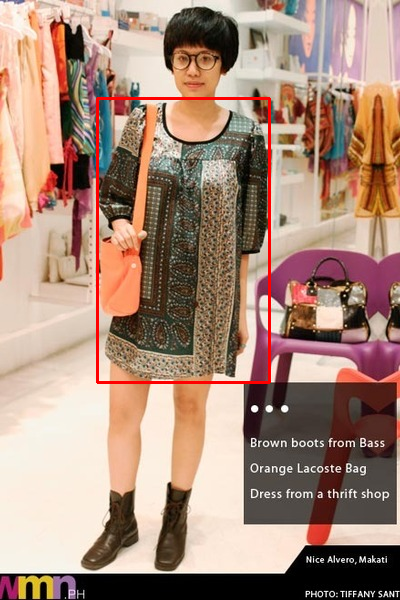 Brown boots from Bass
Orange Lacoste Bag
Dress from a thrift shop
Nice Alvero, Makati
wmn.PH
PHOTO: TIFFANY SANT